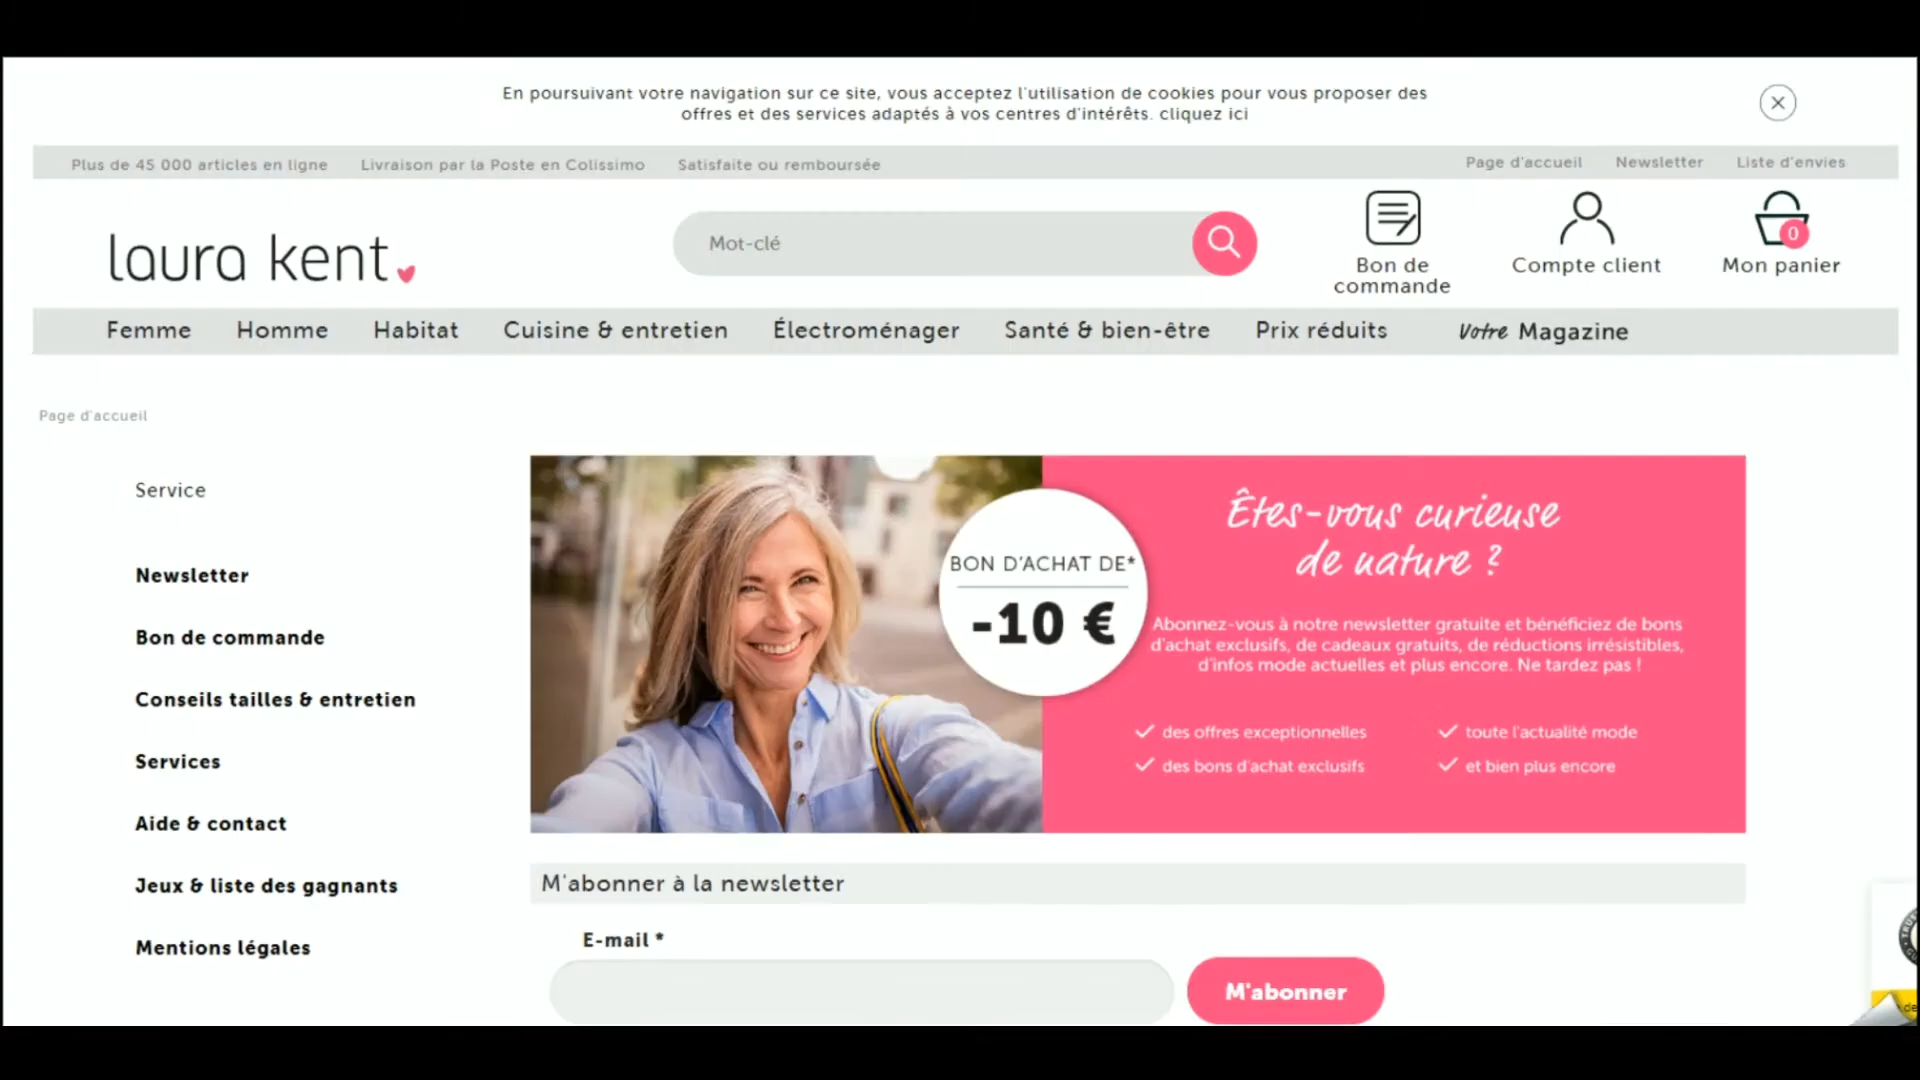 En poursuivant votre navigation sur ce site, vous acceptez l'utilisation de cookies pour vous proposer des
offres et des services adaptés à vos centres d'intérêts. cliquez ici
Plus de 45 000 articles en ligne Livraison par la Poste en Colissimo Satisfaite ou remboursée Page d'accueil Newsletter Liste d'envies
laura kent
Mot-clé
Bon de
commande
Compte client
0
Mon panier
Femme Homme Habitat Cuisine & entretien Électroménager Santé & bien-être Prix réduits Votre Magazine
Page d'accueil
Service
Newsletter
Bon de commande
Conseils tailles & entretien
Services
Aide & contact
Jeux & liste des gagnants
Mentions légales
BON D'ACHAT DE*
-10 €
Êtes-vous curieuse
de nature ?
Abonnez-vous à notre newsletter gratuite et bénéficiez de bons
d'achat exclusifs, de cadeaux gratuits, de réductions irrésistibles,
d'infos mode actuelles et plus encore. Ne tardez pas !
des offres exceptionnelles toute l'actualité mode
des bons d'achat exclusifs et bien plus encore
M'abonner à la newsletter
E-mail *
M'abonner